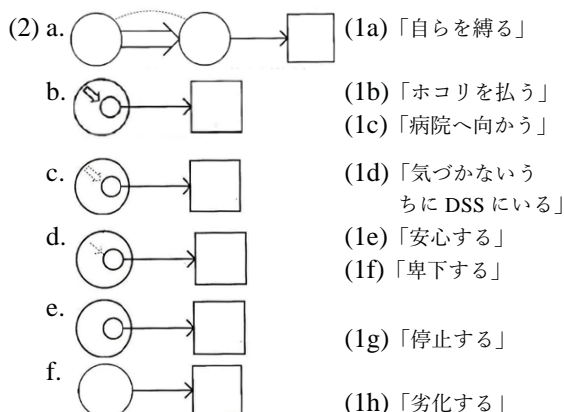 (2) a. (1a)「自らを縛る」
b. (1b)「ホコリを払う」
(1c)「病院へ向かう」
c. (1d)「気づかないう
ちに DSS にいる」
d. (1e)「安心する」
(1f)「卑下する」
e. (1g)「停止する」
f. (1h)「劣化する」